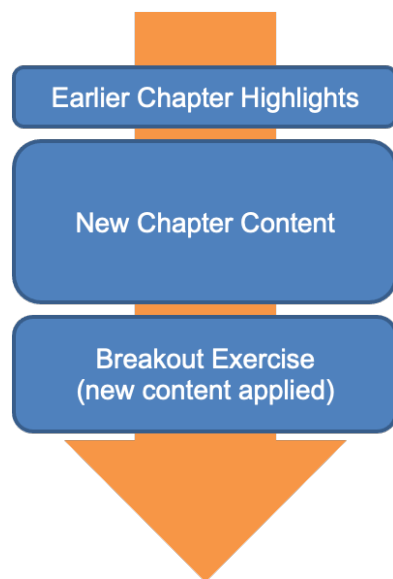 Earlier Chapter Highlights
New Chapter Content
Breakout Exercise
(new content applied)